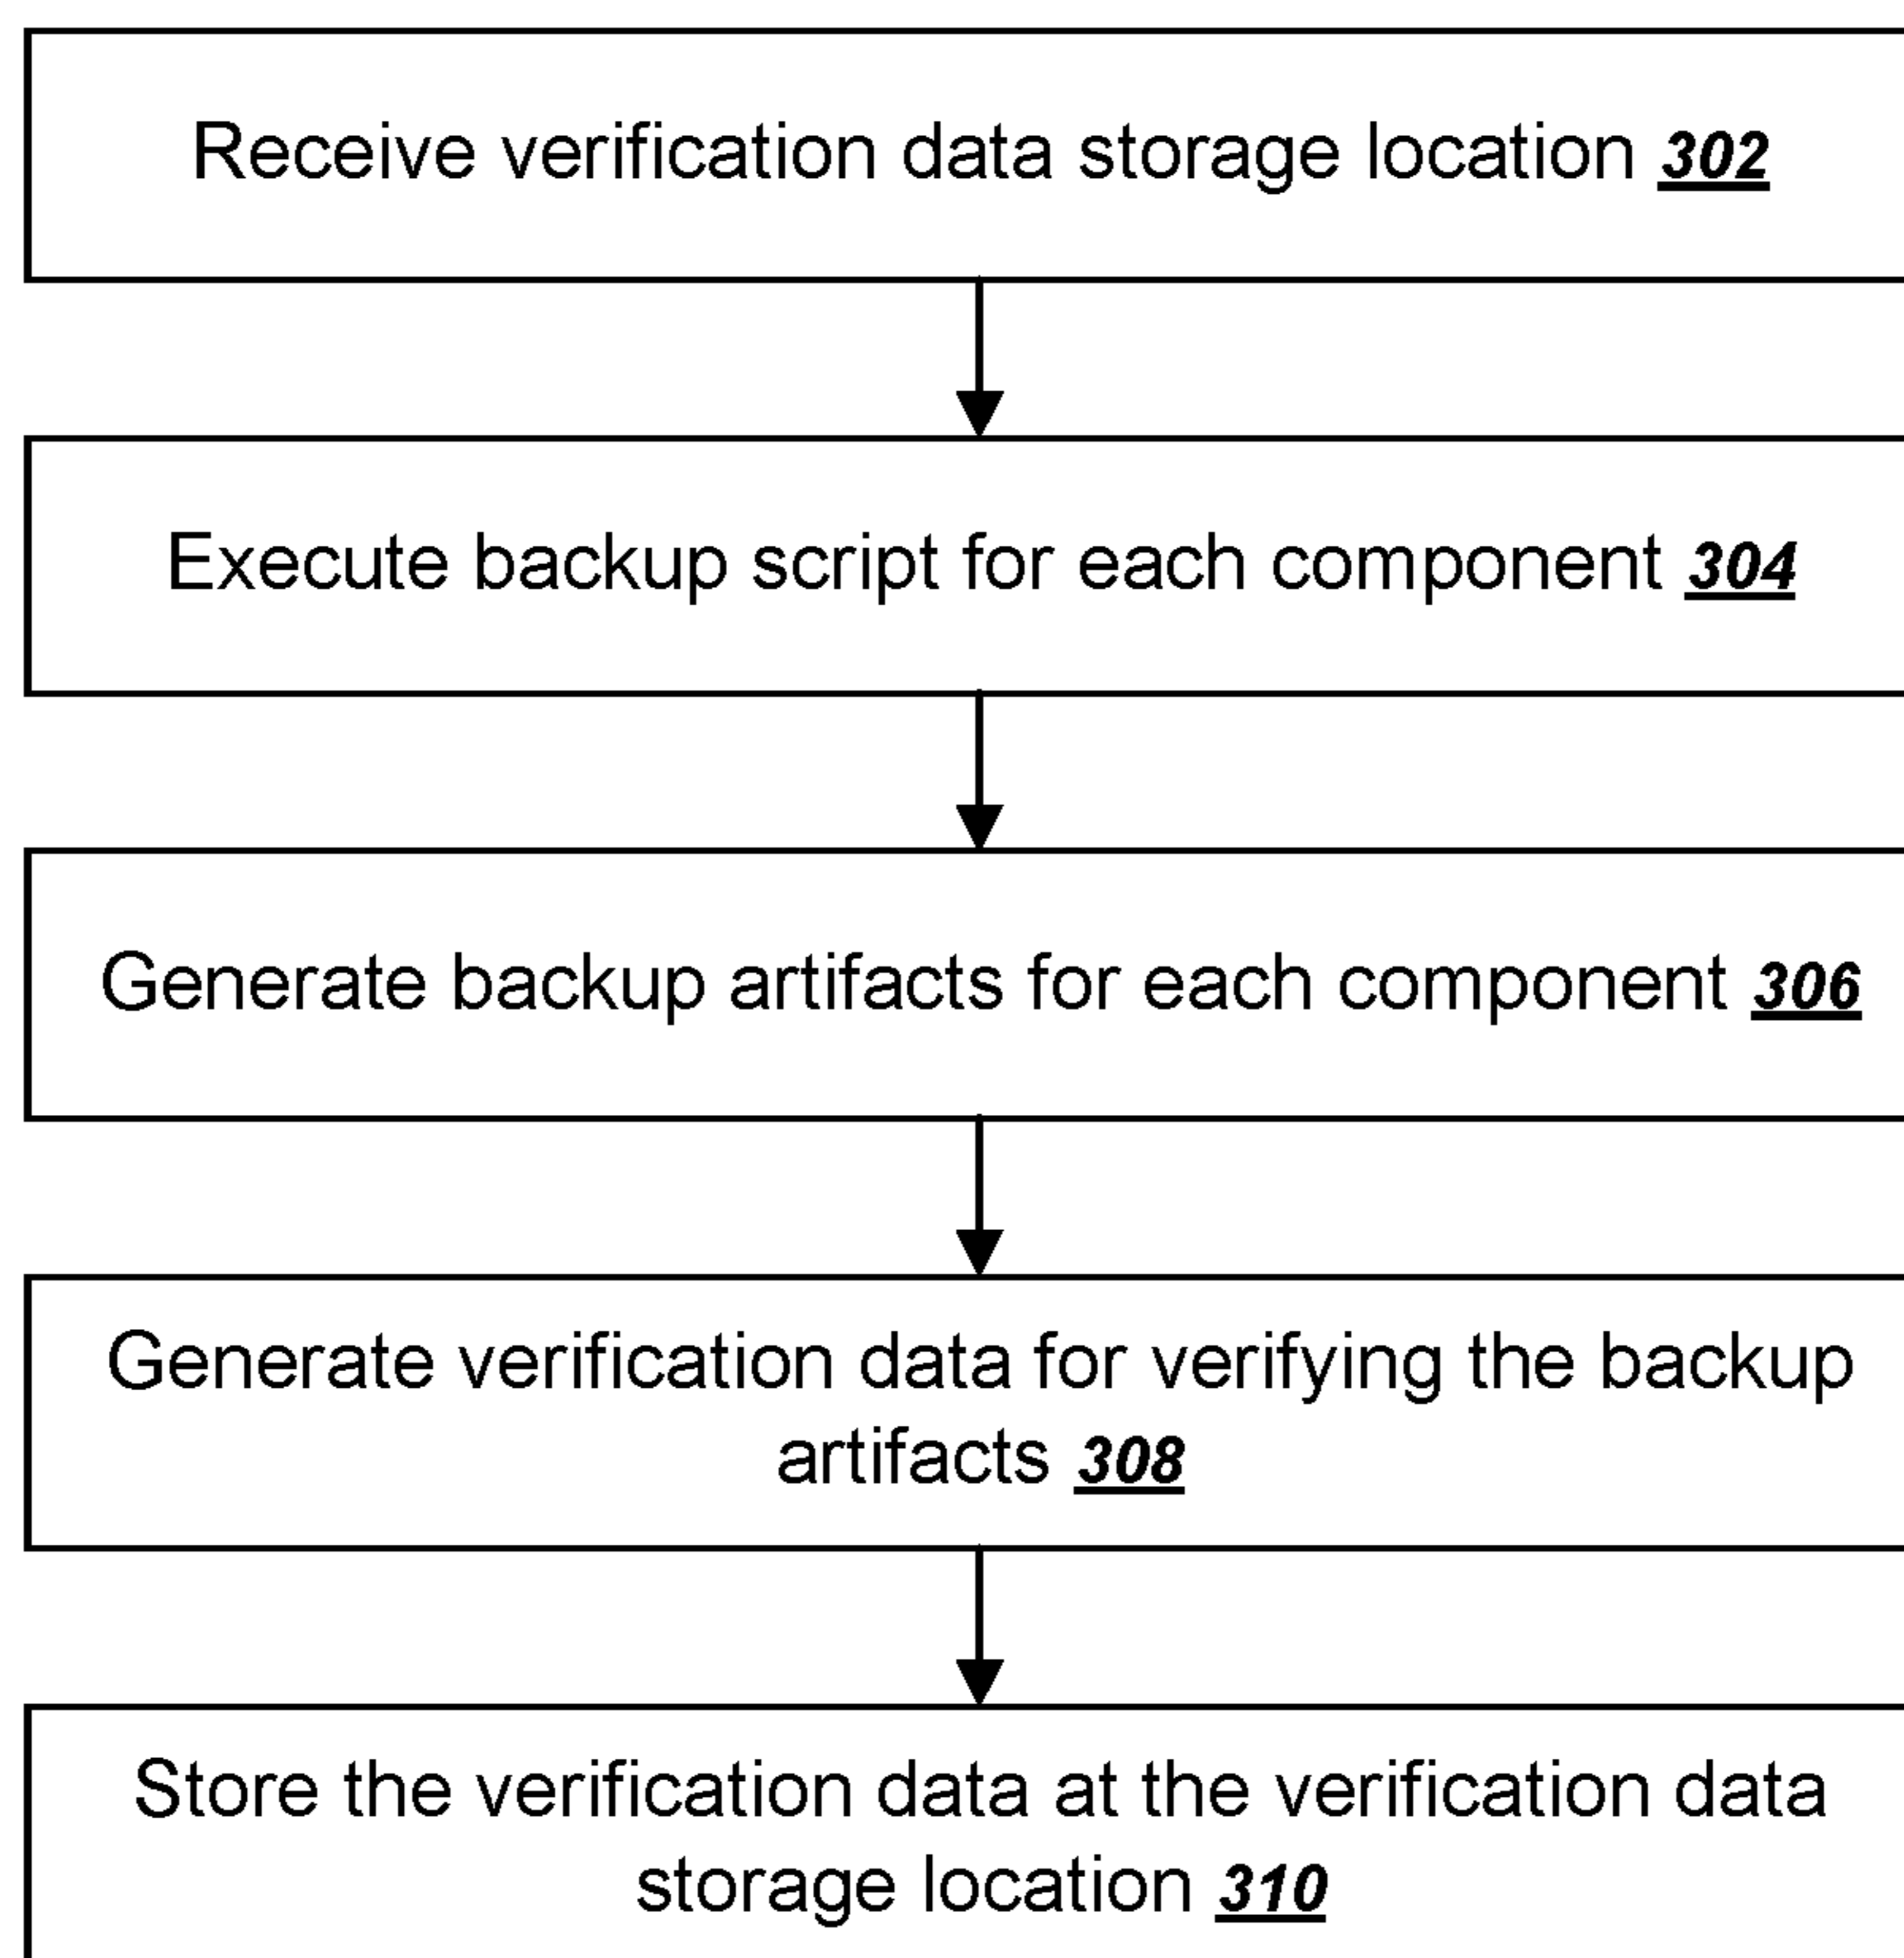 Receive verification data storage location 302
Execute backup script for each component 304
Generate backup artifacts for each component 306
Generate verification data for verifying the backup
artifacts 308
Store the verification data at the verification data
storage location 310